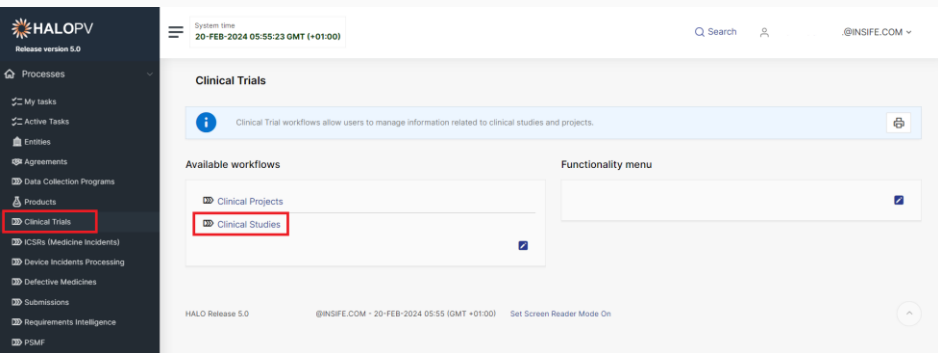 HALOPV
Release version 5.0
Processes
My tasks
Active Tasks
Entities
Agreements
Data Collection Programs
Products
Clinical Trials
ICSRs (Medicine Incidents)
Device Incidents Processing
Defective Medicines
Submissions
Requirements Intelligence
PSMF
System time
20-FEB-2024 05:55:23 GMT (+01:00)
Search
.@INSIFE.COM
Clinical Trials
Clinical Trial workflows allow users to manage information related to clinical studies and projects.
Available workflows
Clinical Projects
Clinical Studies
Functionality menu
HALO Release 5.0
@INSIFE.COM - 20-FEB-2024 05:55 (GMT +01:00)
Set Screen Reader Mode On